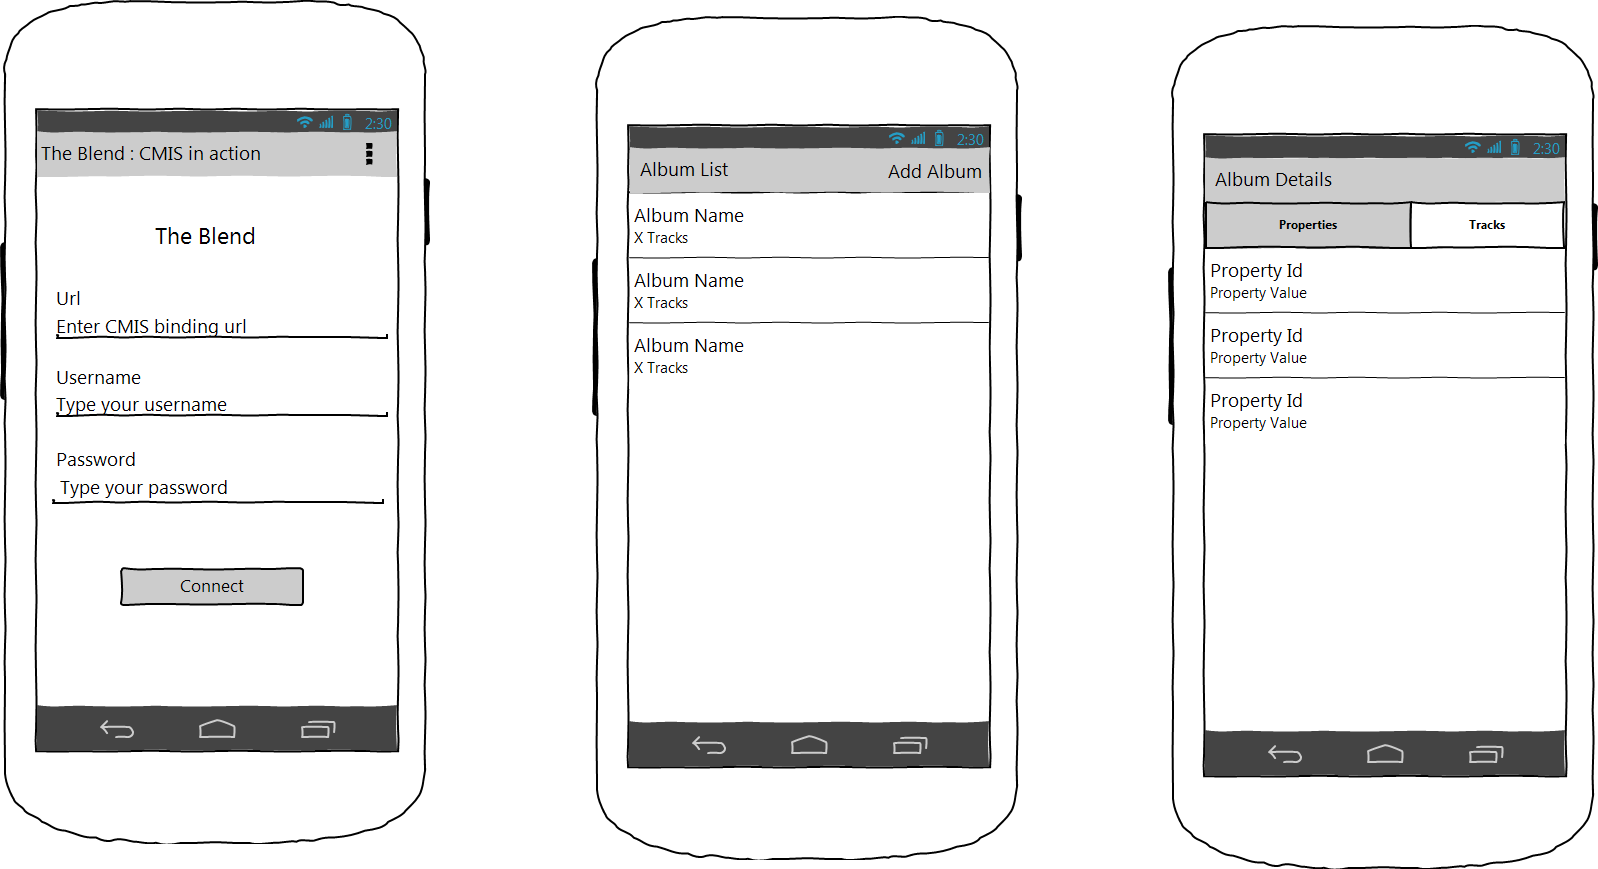 2:30
The Blend : CMIS in action
The Blend
Url
Enter CMIS binding url
Username
Type your username
Password
Type your password
Connect
2:30
Album List
Add Album
Album Name
X Tracks
Album Name
X Tracks
Album Name
X Tracks
2:30
Album Details
Properties
Tracks
Property Id
Property Value
Property Id
Property Value
Property Id
Property Value